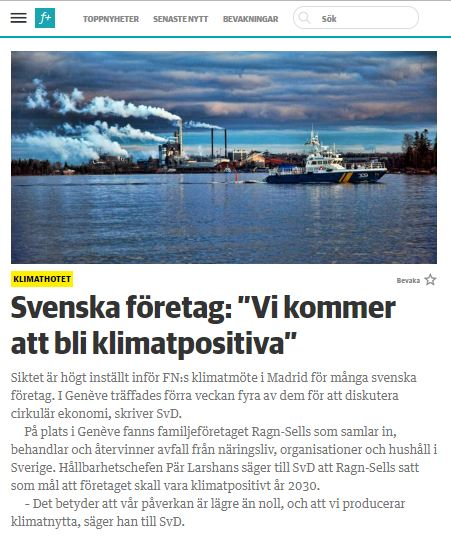 f+ TOPPNYHETER SENASTE NYTT BEVAKNINGAR Sök
KLIMATHOTET
Bevaka
Svenska företag: ”Vi kommer
att bli klimatpositiva”
Siktet är högt inställt inför FN:s klimatmöte i Madrid för många svenska
företag. I Genève träffades förra veckan fyra av dem för att diskutera
cirkulär ekonomi, skriver SvD.
På plats i Genève fanns familjeföretaget Ragn-Sells som samlar in,
behandlar och återvinner avfall från näringsliv, organisationer och hushåll i
Sverige. Hållbarhetschefen Pär Larshans säger till SvD att Ragn-Sells satt
som mål att företaget skall vara klimatpositivt år 2030.
– Det betyder att vår påverkan är lägre än noll, och att vi producerar
klimatnytta, säger han till SvD.